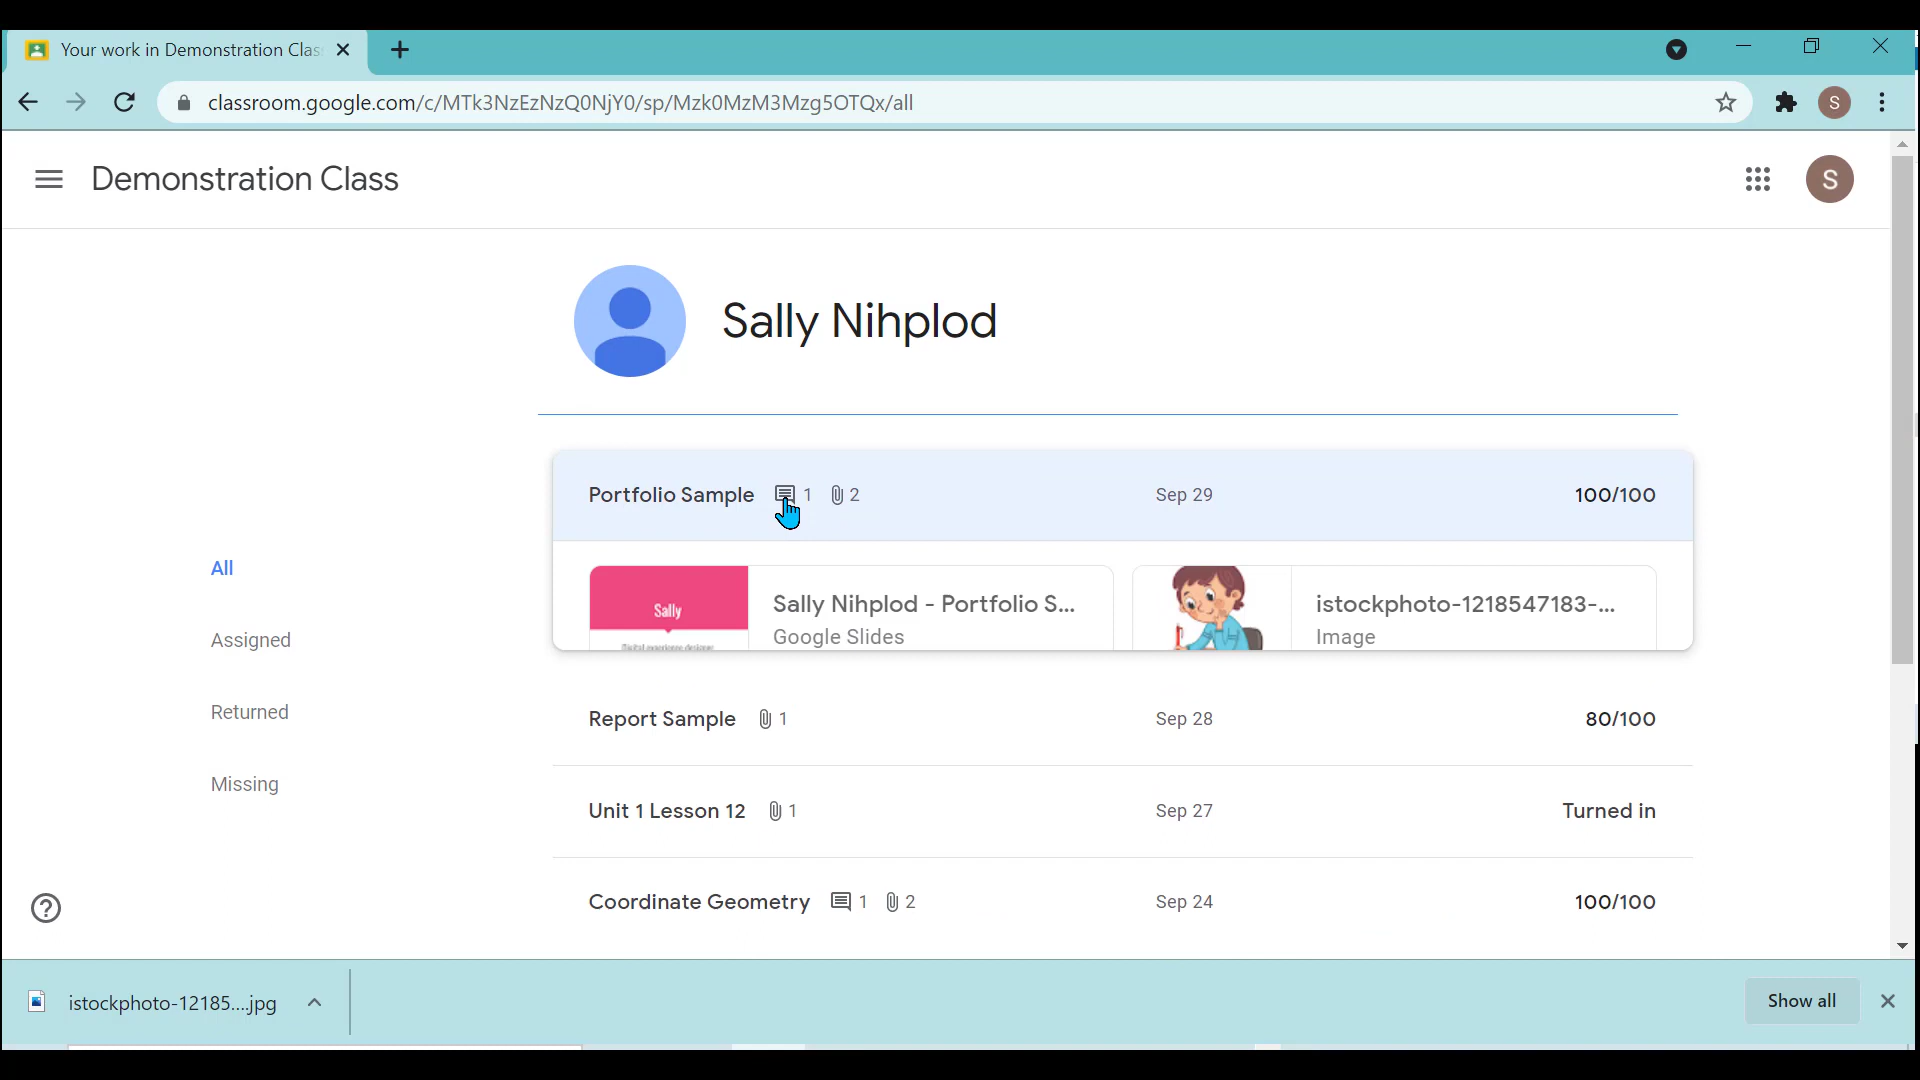 Your work in Demonstration Clas
classroom.google.com/c/MTk3NzEzNzQ0NjY0/sp/Mzk0MzM3Mzg5OTQx/all
S
Demonstration Class
S
Sally Nihplod
Portfolio Sample 1 2 Sep 29 100/100
Sally
Digital experience designer
Sally Nihplod - Portfolio S...
Google Slides
istockphoto-1218547183-...
Image
All
Assigned
Returned
Missing
Report Sample 1 Sep 28 80/100
Unit 1 Lesson 12 1 Sep 27 Turned in
Coordinate Geometry 1 2 Sep 24 100/100
istockphoto-12185....jpg
Show all